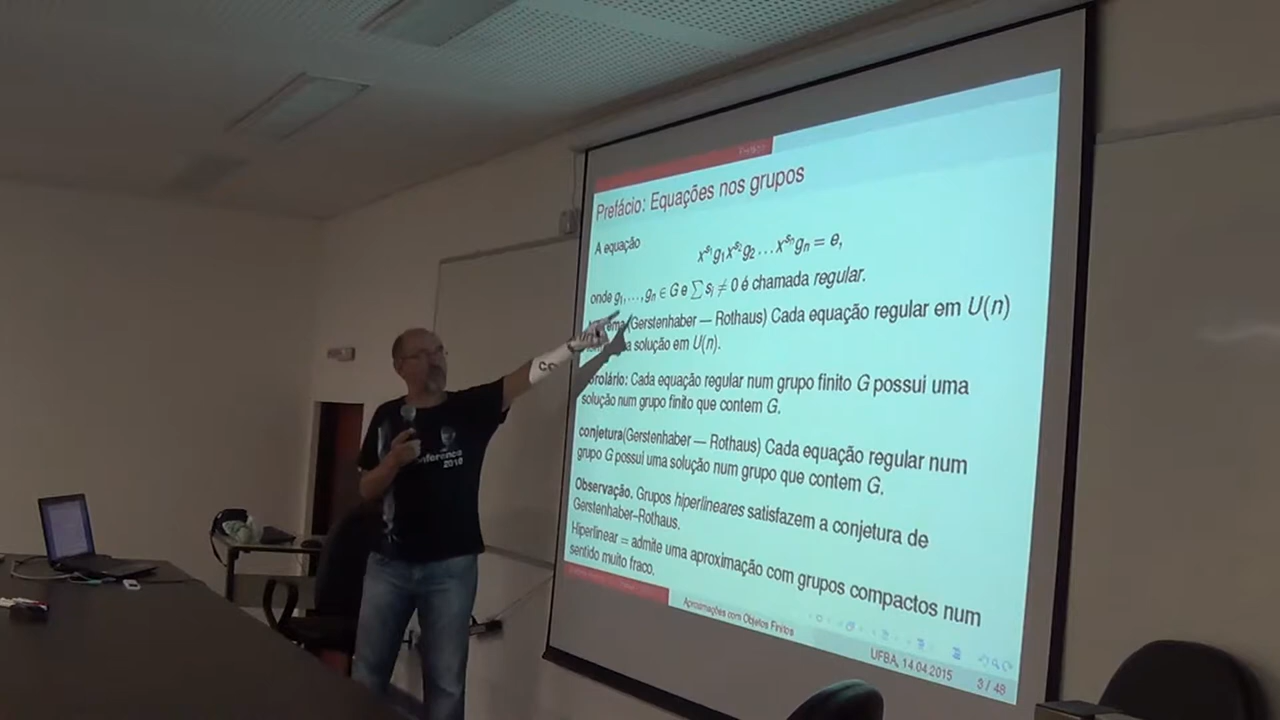 Prefácio
Prefácio: Equações nos grupos
A equação
x^{s_1}g_1x^{s_2}g_2…x^{s_n}g_n = e,
onde g_1,…,g_n ∈ G e ∑ s_i ≠ 0 é chamada regular.
(Gerstenhaber — Rothaus) Cada equação regular em U(n)
solução em U(n).
Cada equação regular num grupo finito G possui uma
solução num grupo finito que contem G.
conjetura(Gerstenhaber — Rothaus) Cada equação regular num
grupo G possui uma solução num grupo que contem G.
Observação. Grupos hiperlineares satisfazem a conjetura de
Gerstenhaber–Rothaus.
Hiperlinear = admite uma aproximação com grupos compactos num
sentido muito fraco.
Aproximações com Objetos Finitos
UFBA, 14.04.2015
3 / 48
2016